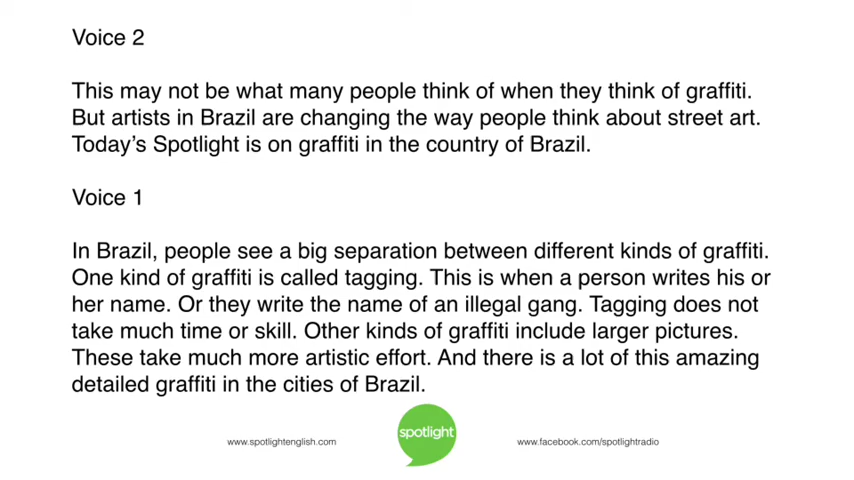 Voice 2
This may not be what many people think of when they think of graffiti.
But artists in Brazil are changing the way people think about street art.
Today’s Spotlight is on graffiti in the country of Brazil.
Voice 1
In Brazil, people see a big separation between different kinds of graffiti.
One kind of graffiti is called tagging. This is when a person writes his or
her name. Or they write the name of an illegal gang. Tagging does not
take much time or skill. Other kinds of graffiti include larger pictures.
These take much more artistic effort. And there is a lot of this amazing
detailed graffiti in the cities of Brazil.
www.spotlightenglish.com
spotlight
www.facebook.com/spotlightradio